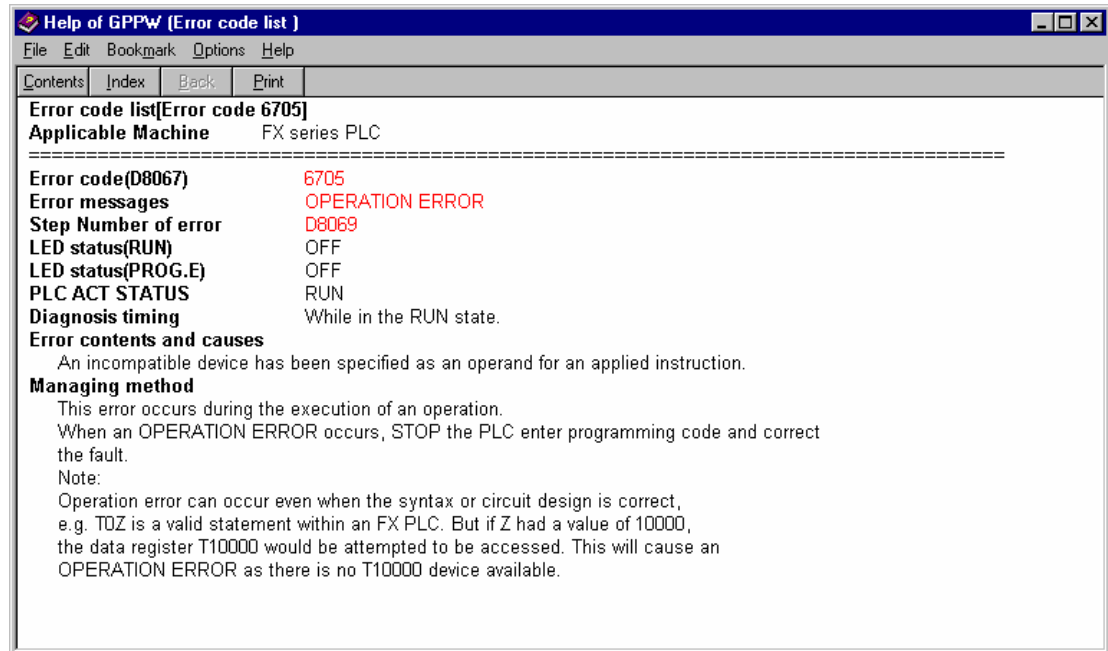 Help of GPPW (Error code list )
File Edit Bookmark Options Help
Contents Index Back Print
Error code list[Error code 6705]
Applicable Machine FX series PLC
=====================================================================================
Error code(D8067) 6705
Error messages OPERATION ERROR
Step Number of error D8069
LED status(RUN) OFF
LED status(PROG.E) OFF
PLC ACT STATUS RUN
Diagnosis timing While in the RUN state.
Error contents and causes
An incompatible device has been specified as an operand for an applied instruction.
Managing method
This error occurs during the execution of an operation.
When an OPERATION ERROR occurs, STOP the PLC enter programming code and correct
the fault.
Note:
Operation error can occur even when the syntax or circuit design is correct,
e.g. T0Z is a valid statement within an FX PLC. But if Z had a value of 10000,
the data register T10000 would be attempted to be accessed. This will cause an
OPERATION ERROR as there is no T10000 device available.